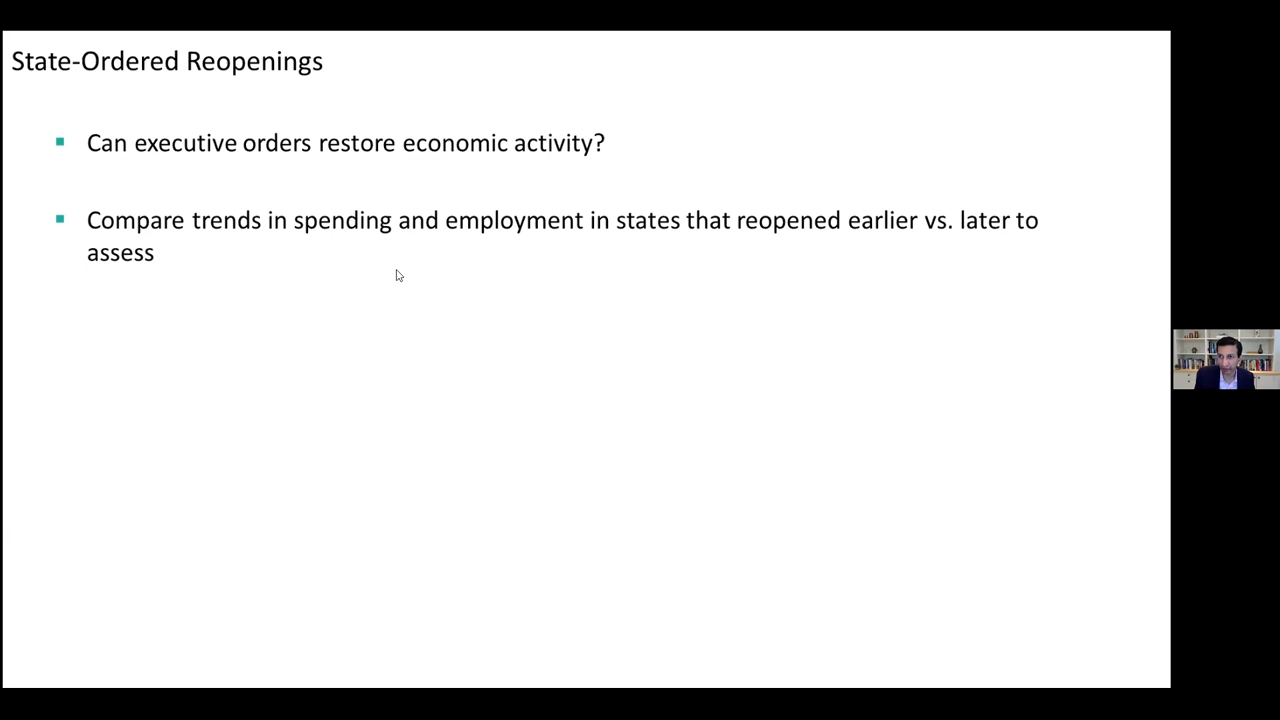 State-Ordered Reopenings
Can executive orders restore economic activity?
Compare trends in spending and employment in states that reopened earlier vs. later to
assess